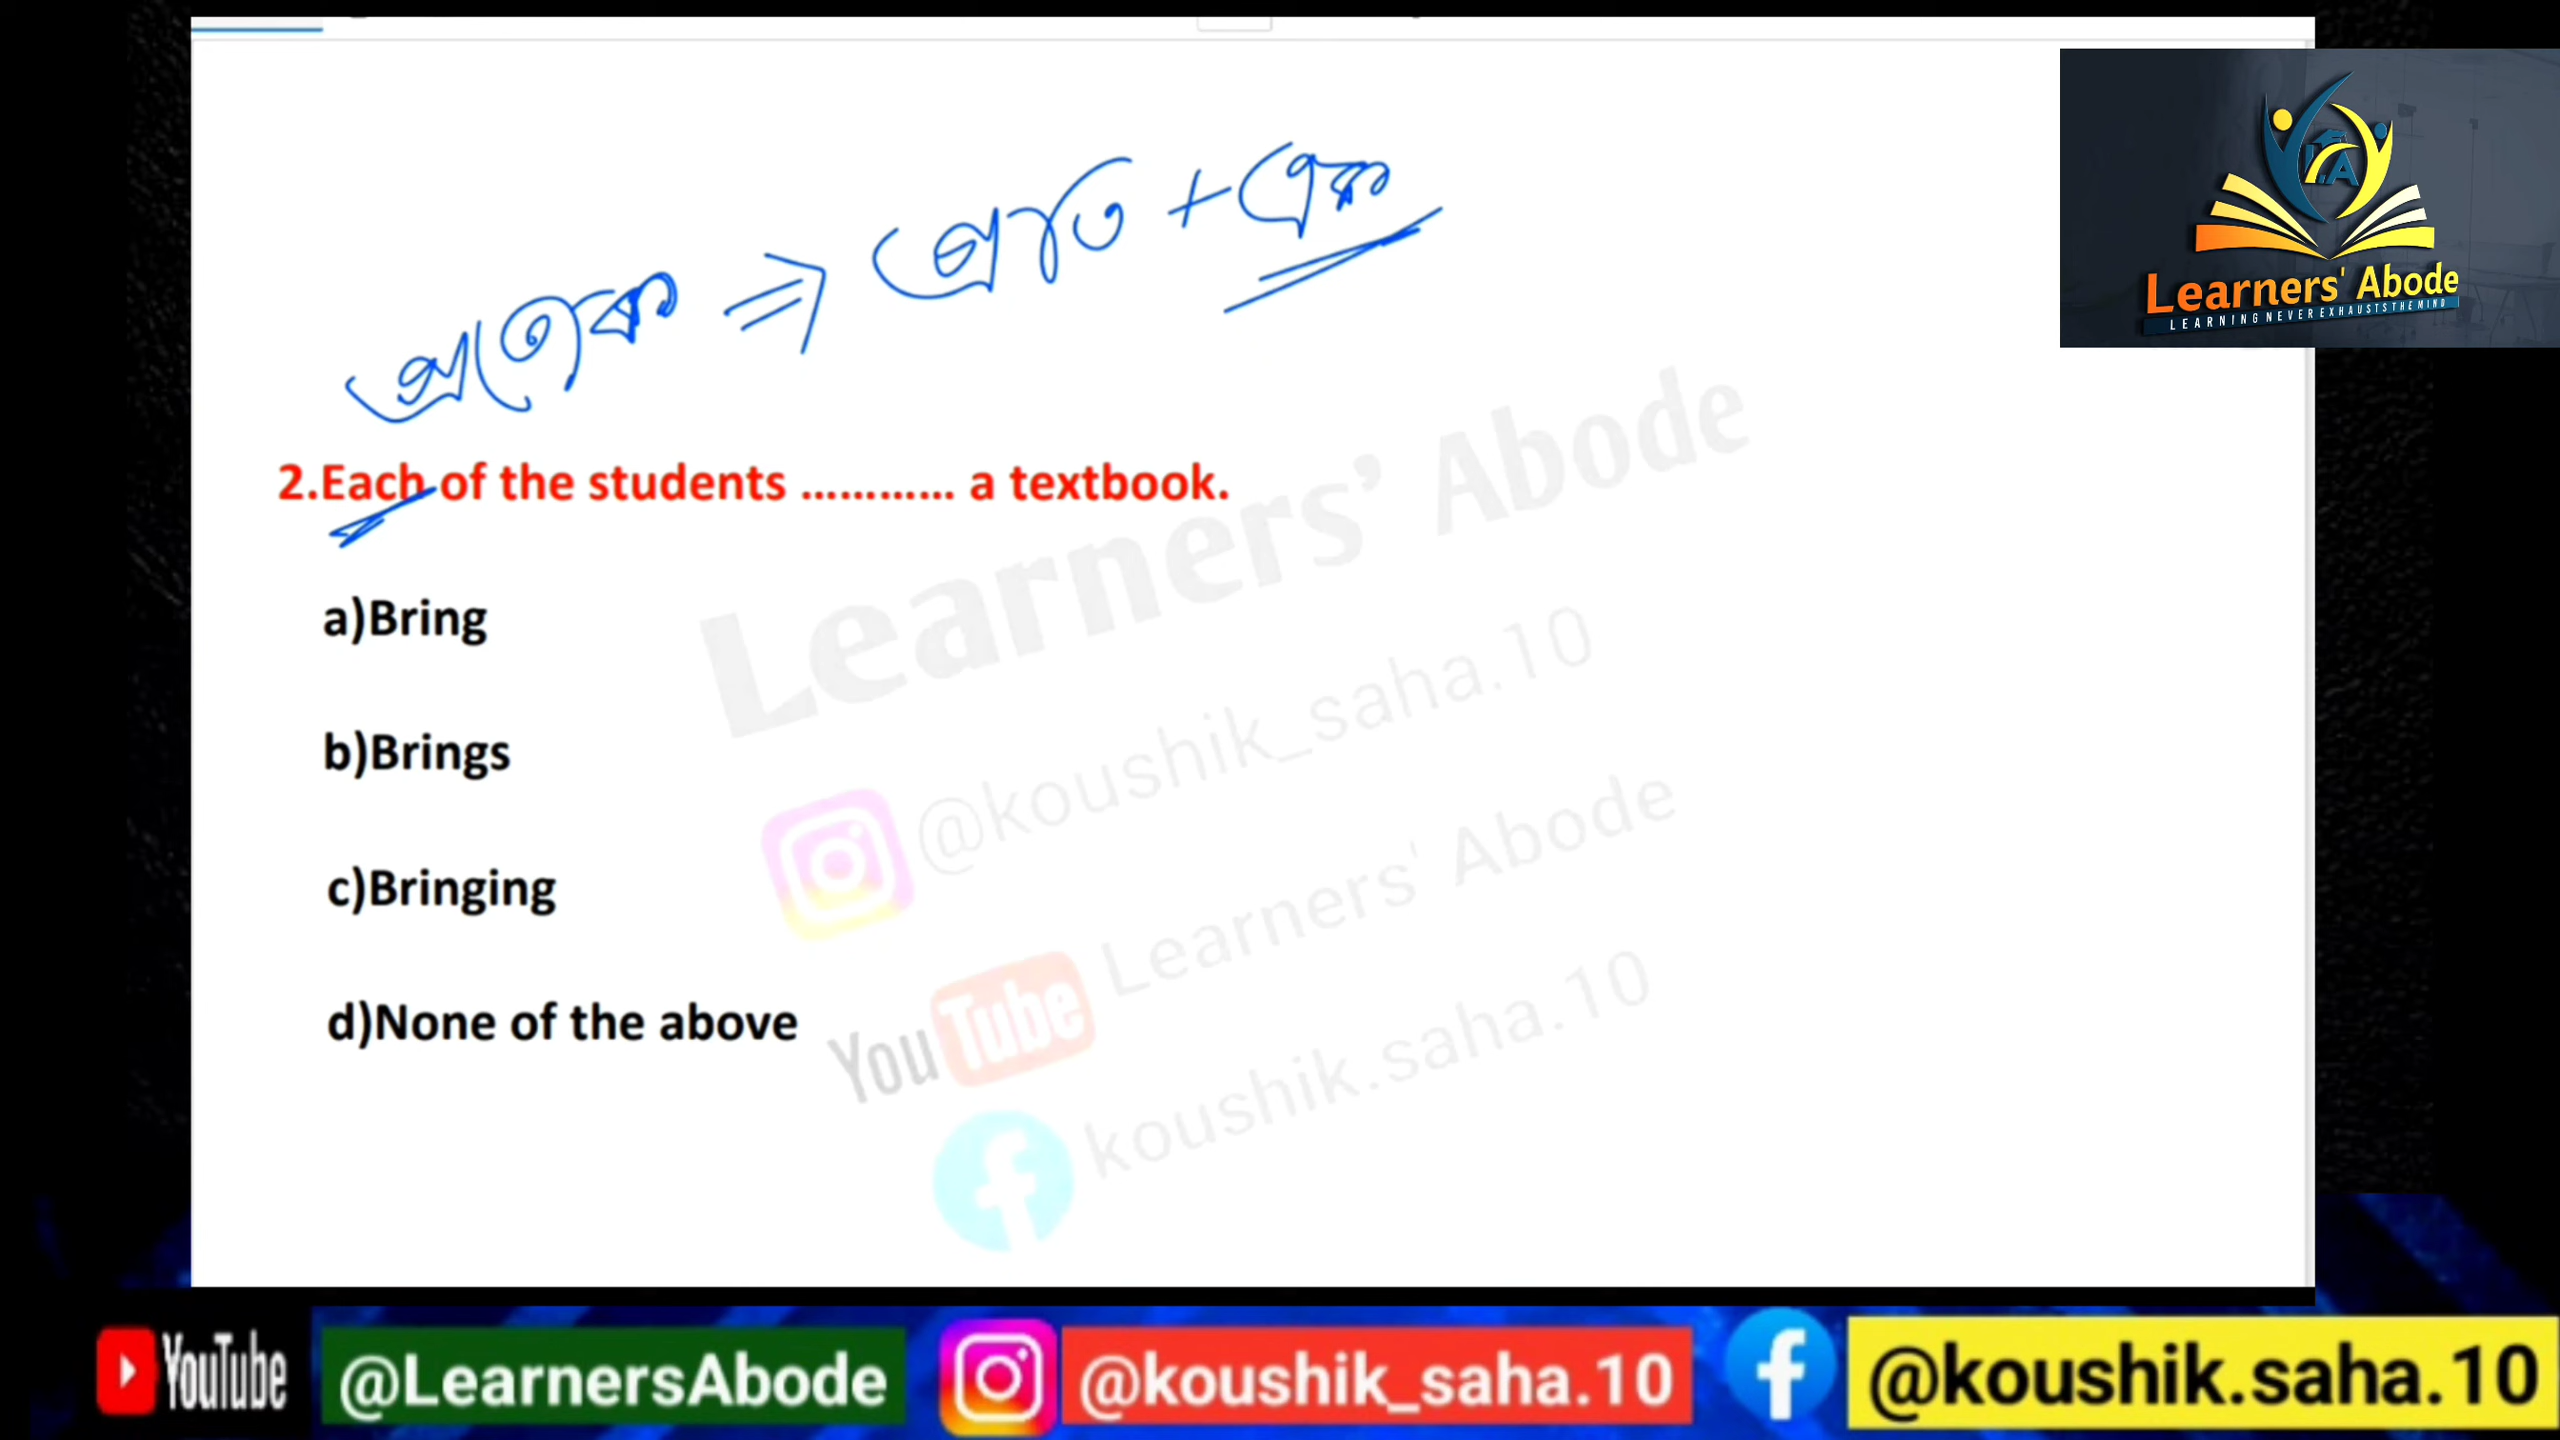 প্রত্যেক ⇒ প্রতি + এক
2.Each of the students ............ a textbook.
a)Bring
b)Brings
c)Bringing
d)None of the above
Learners' Abode
@koushik_saha.10
YouTube Learners' Abode
koushik.saha.10
LA
Learners' Abode
LEARNING NEVER EXHAUSTS THE MIND
YouTube @LearnersAbode @koushik_saha.10 @koushik.saha.10